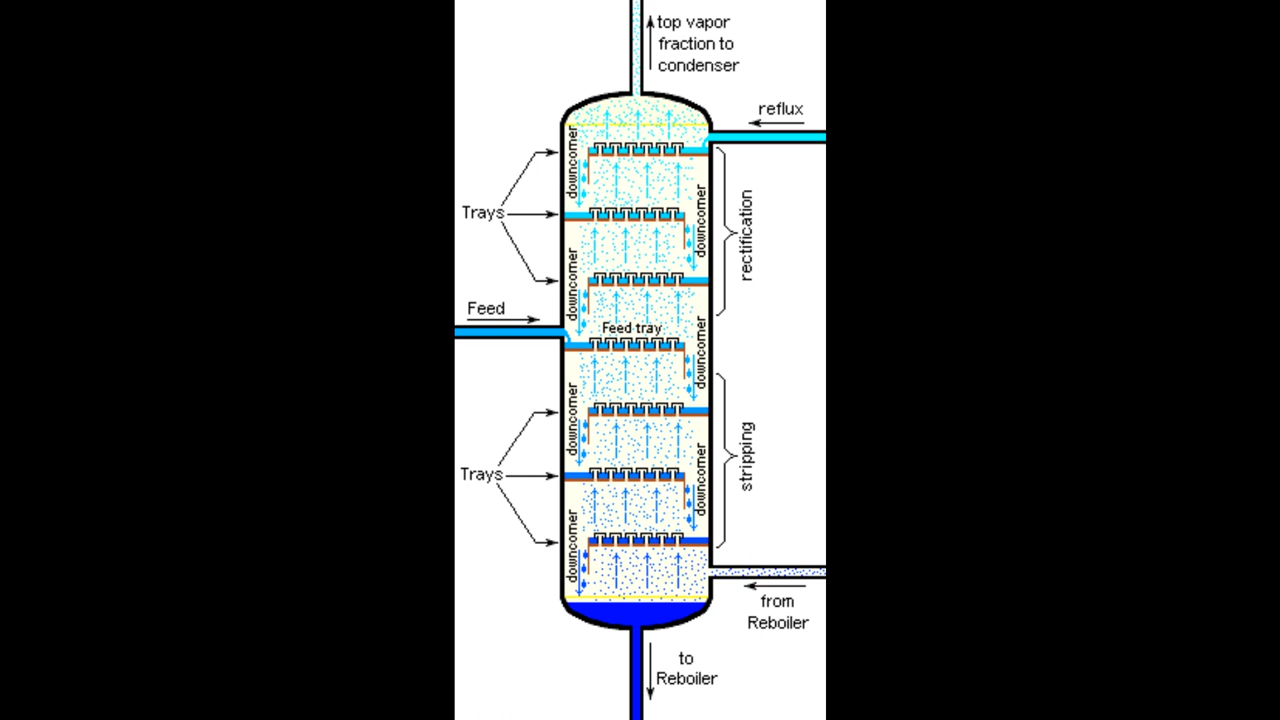 top vapor
fraction to
condenser
reflux
downcomer
Trays
downcomer
rectification
downcomer
Feed
Feed tray
downcomer
downcomer
stripping
Trays
downcomer
downcomer
from
Reboiler
to
Reboiler